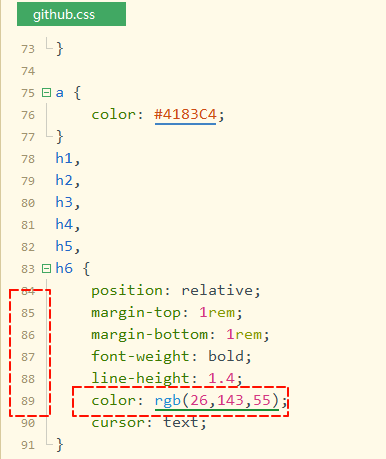 github.css
73 }
74
75 a {
76 color: #4183C4;
77 }
78 h1,
79 h2,
80 h3,
81 h4,
82 h5,
83 h6 {
84 position: relative;
85 margin-top: 1rem;
86 margin-bottom: 1rem;
87 font-weight: bold;
88 line-height: 1.4;
89 color: rgb(26,143,55);
90 cursor: text;
91 }